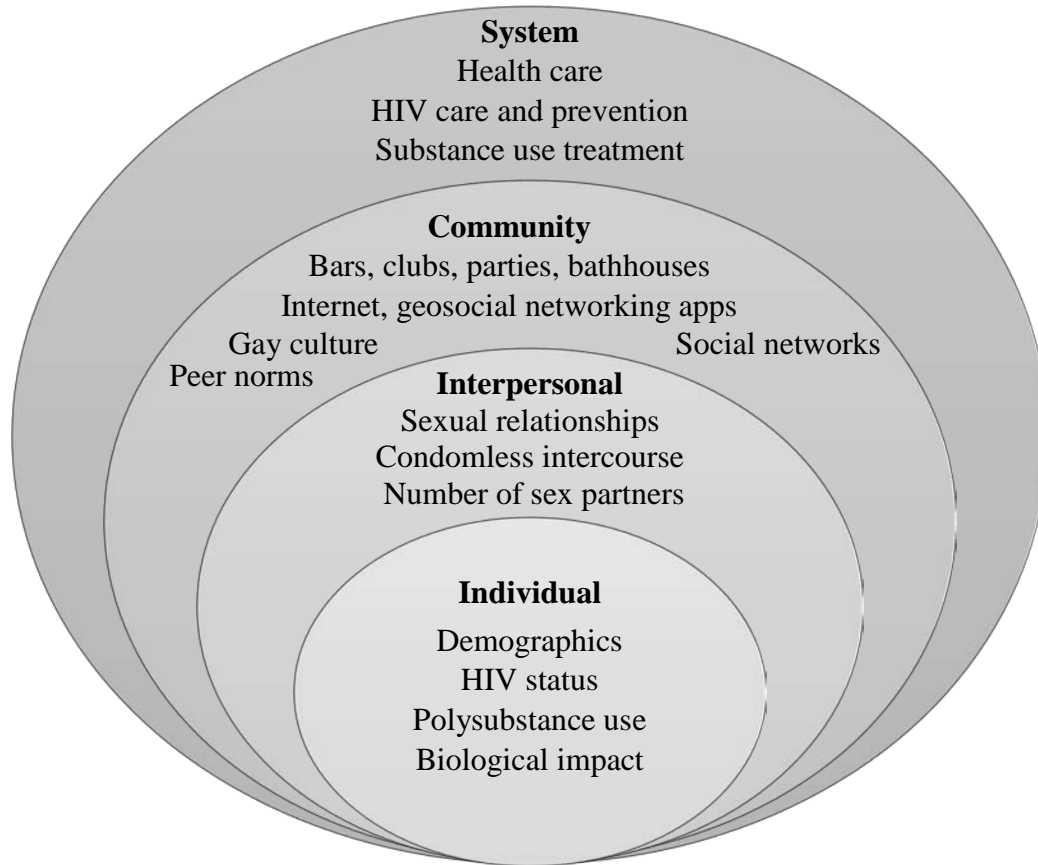 System
Health care
HIV care and prevention
Substance use treatment
Community
Bars, clubs, parties, bathhouses
Internet, geosocial networking apps
Gay culture
Social networks
Peer norms
Interpersonal
Sexual relationships
Condomless intercourse
Number of sex partners
Individual
Demographics
HIV status
Polysubstance use
Biological impact